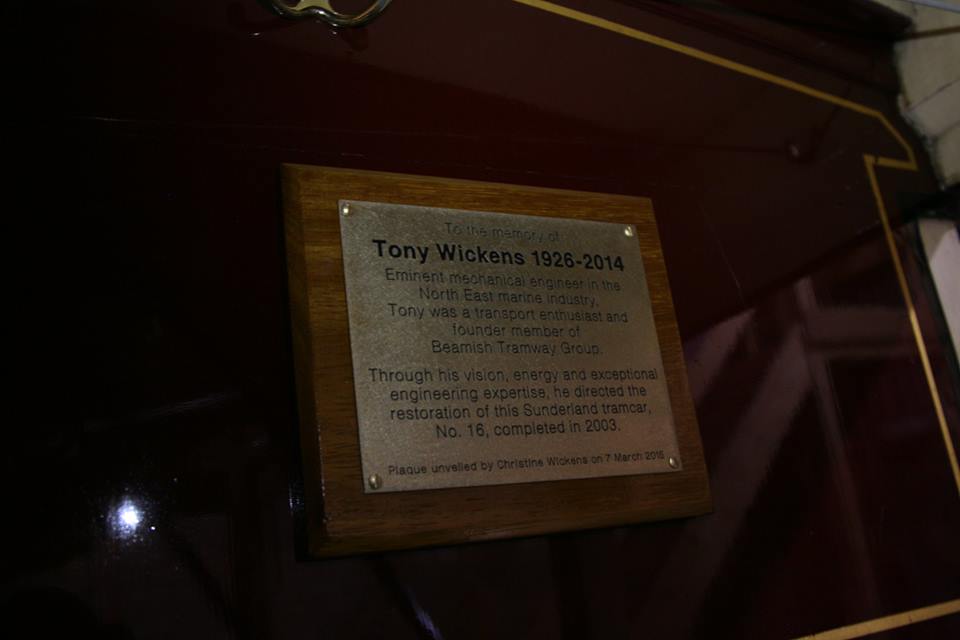 To the memory of
Tony Wickens 1926-2014
Eminent mechanical engineer in the
North East marine industry,
Tony was a transport enthusiast and
founder member of
Beamish Tramway Group.
Through his vision, energy and exceptional
engineering expertise, he directed the
restoration of this Sunderland tramcar,
No. 16, completed in 2003.
Plaque unveiled by Christine Wickens on 7 March 2015